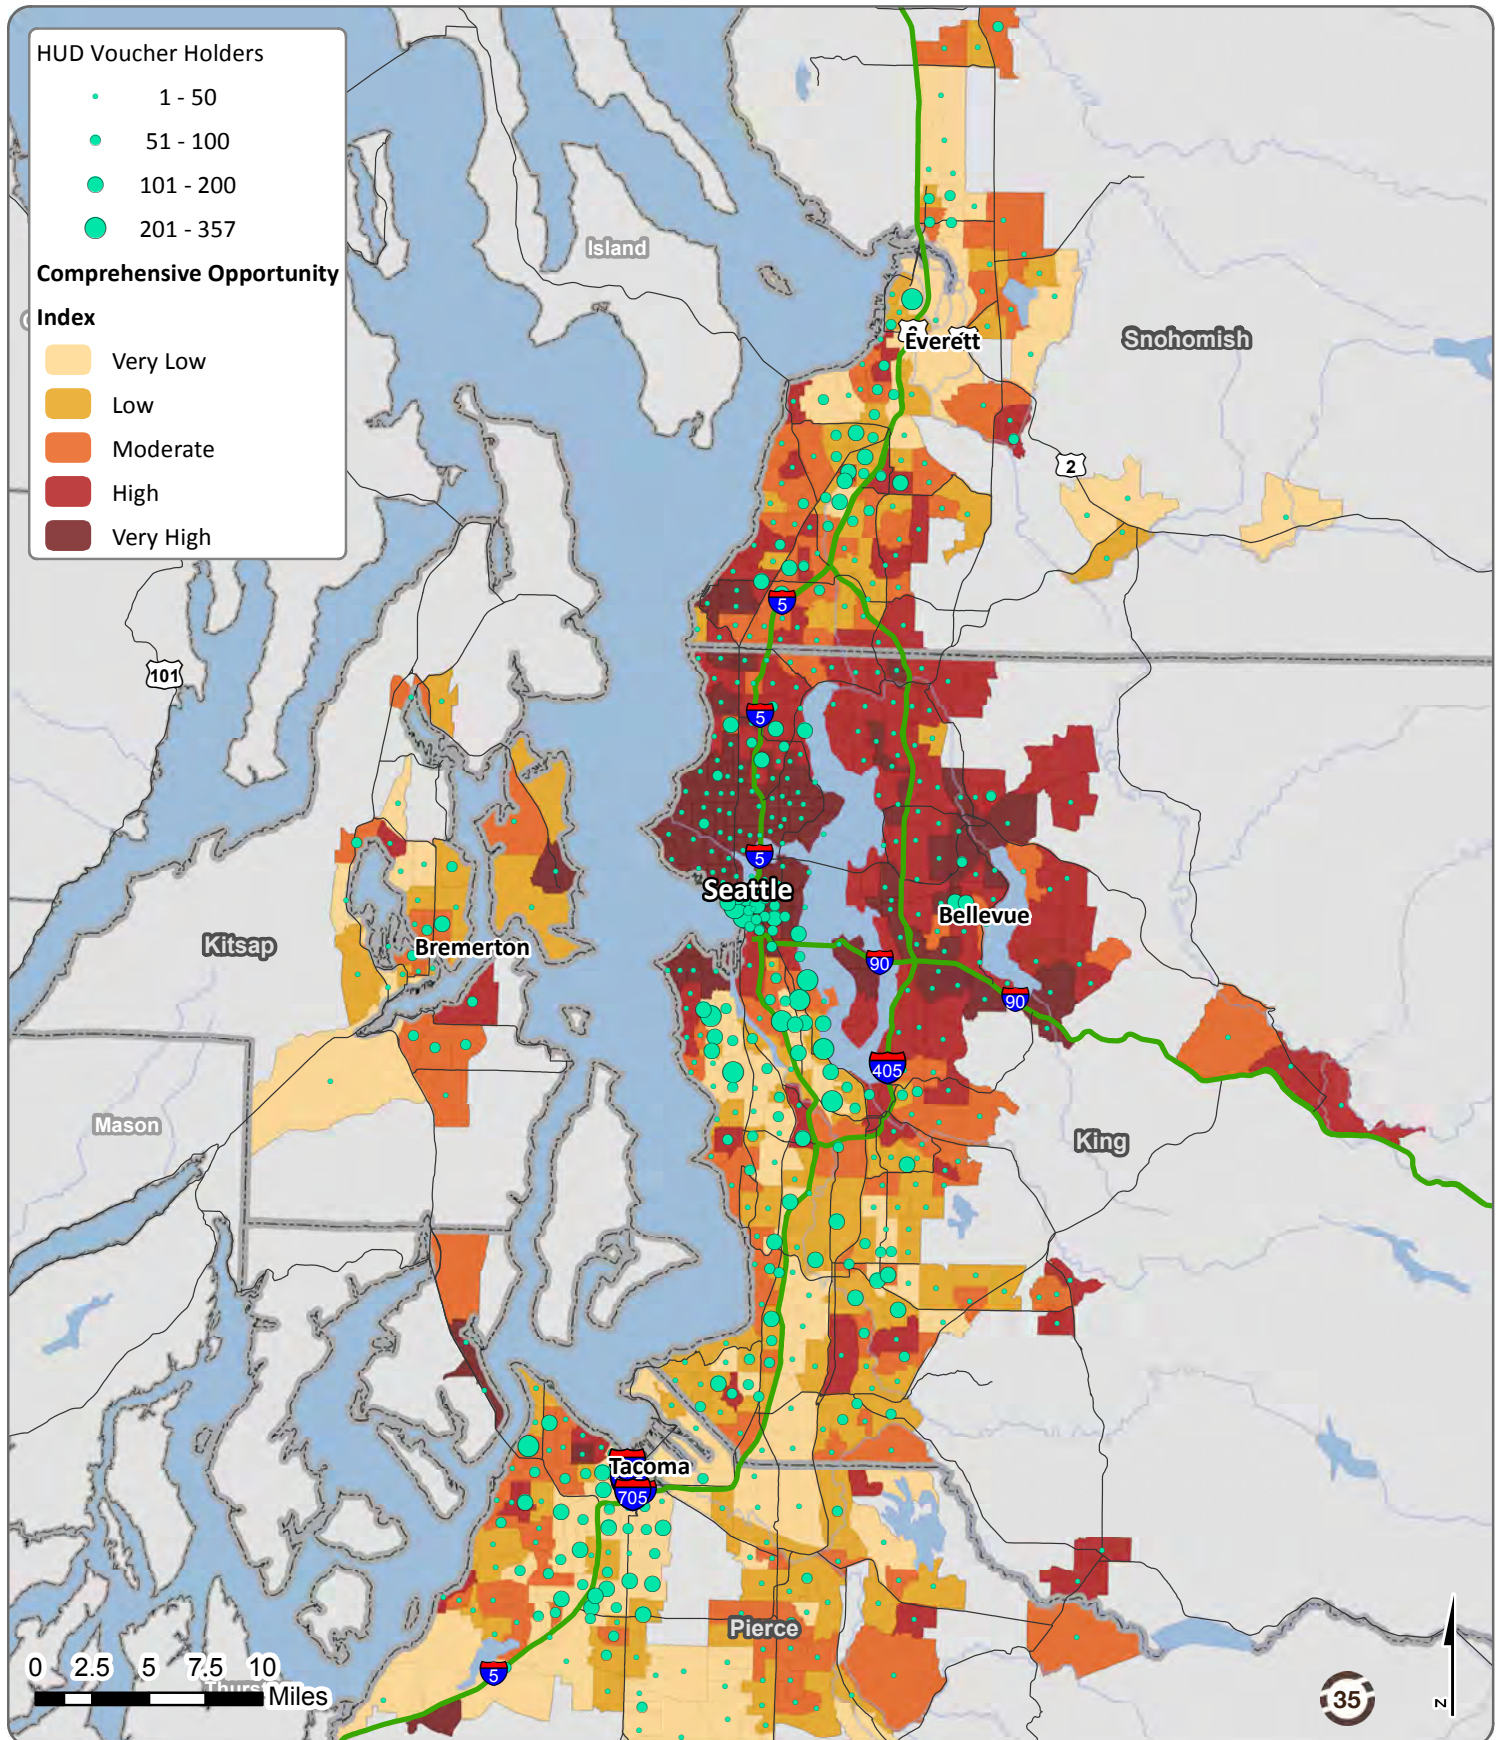 HUD Voucher Holders
1 - 50
51 - 100
101 - 200
201 - 357
Comprehensive Opportunity
Index
Very Low
Low
Moderate
High
Very High
Island
Everett
Snohomish
2
5
101
5
5
Seattle
Bellevue
Kitsap
Bremerton
90
90
405
Mason
King
Tacoma
705
Pierce
5
0 2.5 5 7.5 10
Miles
35
N